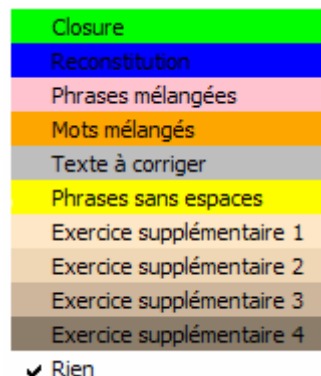 Closure
Reconstitution
Phrases mélangées
Mots mélangés
Texte à corriger
Phrases sans espaces
Exercice supplémentaire 1
Exercice supplémentaire 2
Exercice supplémentaire 3
Exercice supplémentaire 4
✔ Rien